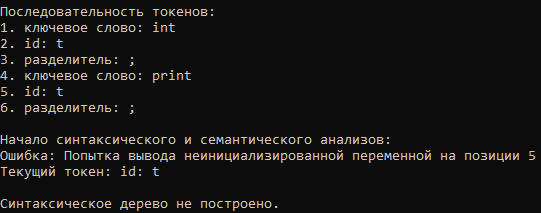 Последовательность токенов:
1. ключевое слово: int
2. id: t
3. разделитель: ;
4. ключевое слово: print
5. id: t
6. разделитель: ;
Начало синтаксического и семантического анализов:
Ошибка: Попытка вывода неинициализированной переменной на позиции 5
Текущий токен: id: t
Синтаксическое дерево не построено.